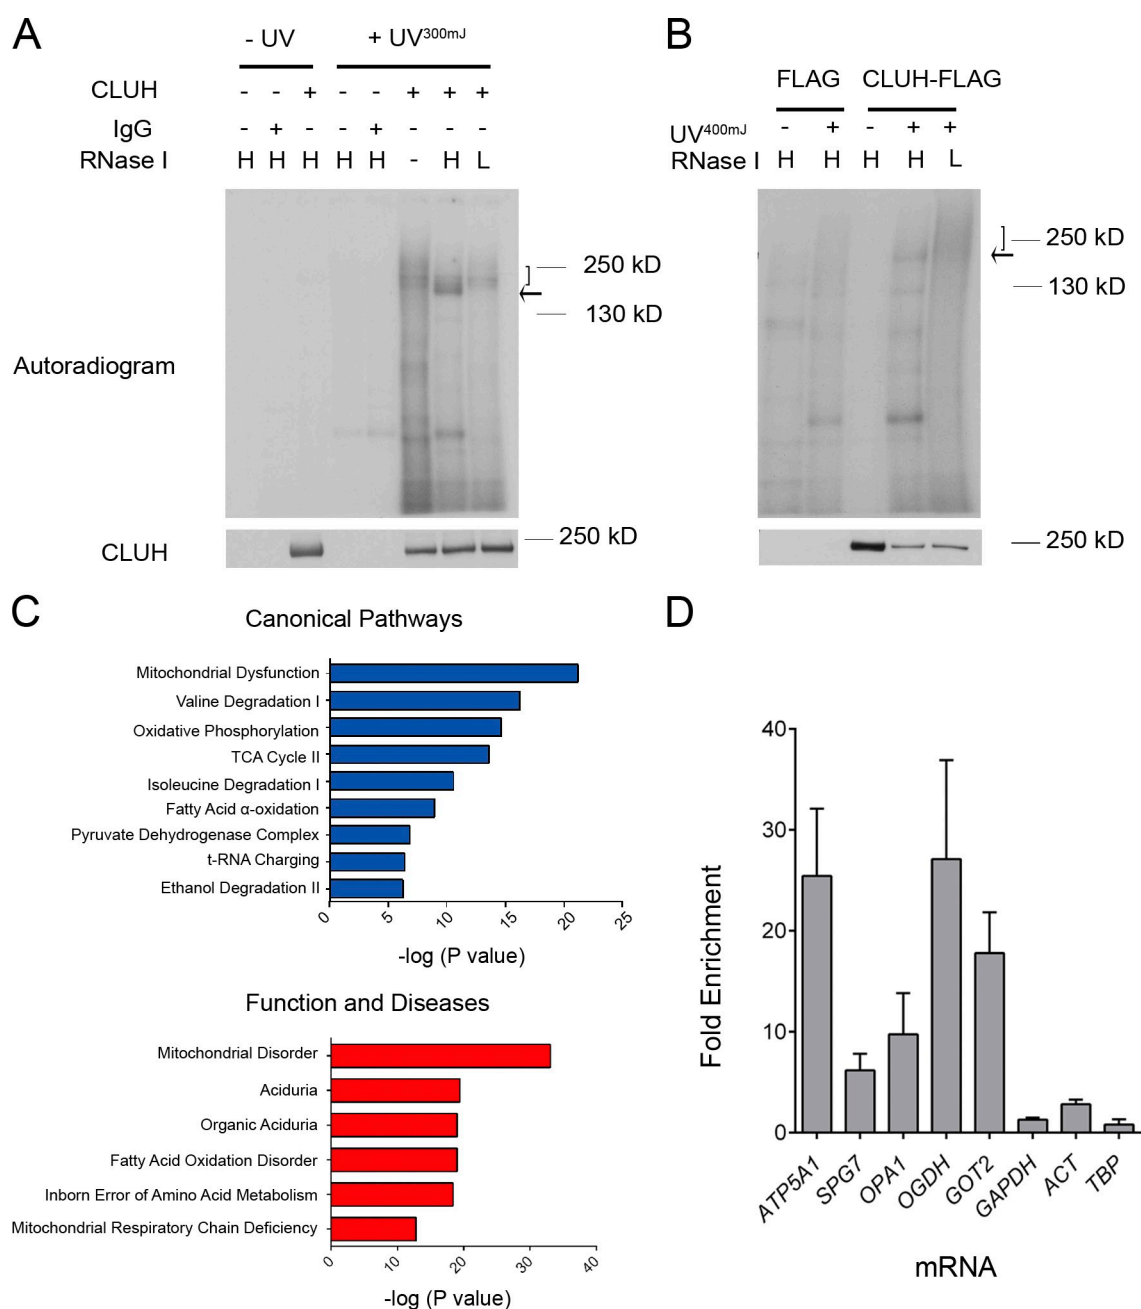 A
- UV
+ UV300mJ
CLUH - - + - - + + +
IgG - + - - + - - -
RNase I H H H H H - H L
250 kD
130 kD
Autoradiogram
CLUH
250 kD
B
FLAG
CLUH-FLAG
UV400mJ - + - + +
RNase I H H H H L
250 kD
130 kD
250 kD
C
Canonical Pathways
Mitochondrial Dysfunction
Valine Degradation I
Oxidative Phosphorylation
TCA Cycle II
Isoleucine Degradation I
Fatty Acid α-oxidation
Pyruvate Dehydrogenase Complex
t-RNA Charging
Ethanol Degradation II
0 5 10 15 20 25
-log (P value)
Function and Diseases
Mitochondrial Disorder
Aciduria
Organic Aciduria
Fatty Acid Oxidation Disorder
Inborn Error of Amino Acid Metabolism
Mitochondrial Respiratory Chain Deficiency
0 10 20 30 40
-log (P value)
D
Fold Enrichment
40
30
20
10
0
ATP5A1 SPG7 OPA1 OGDH GOT2 GAPDH ACT TBP
mRNA